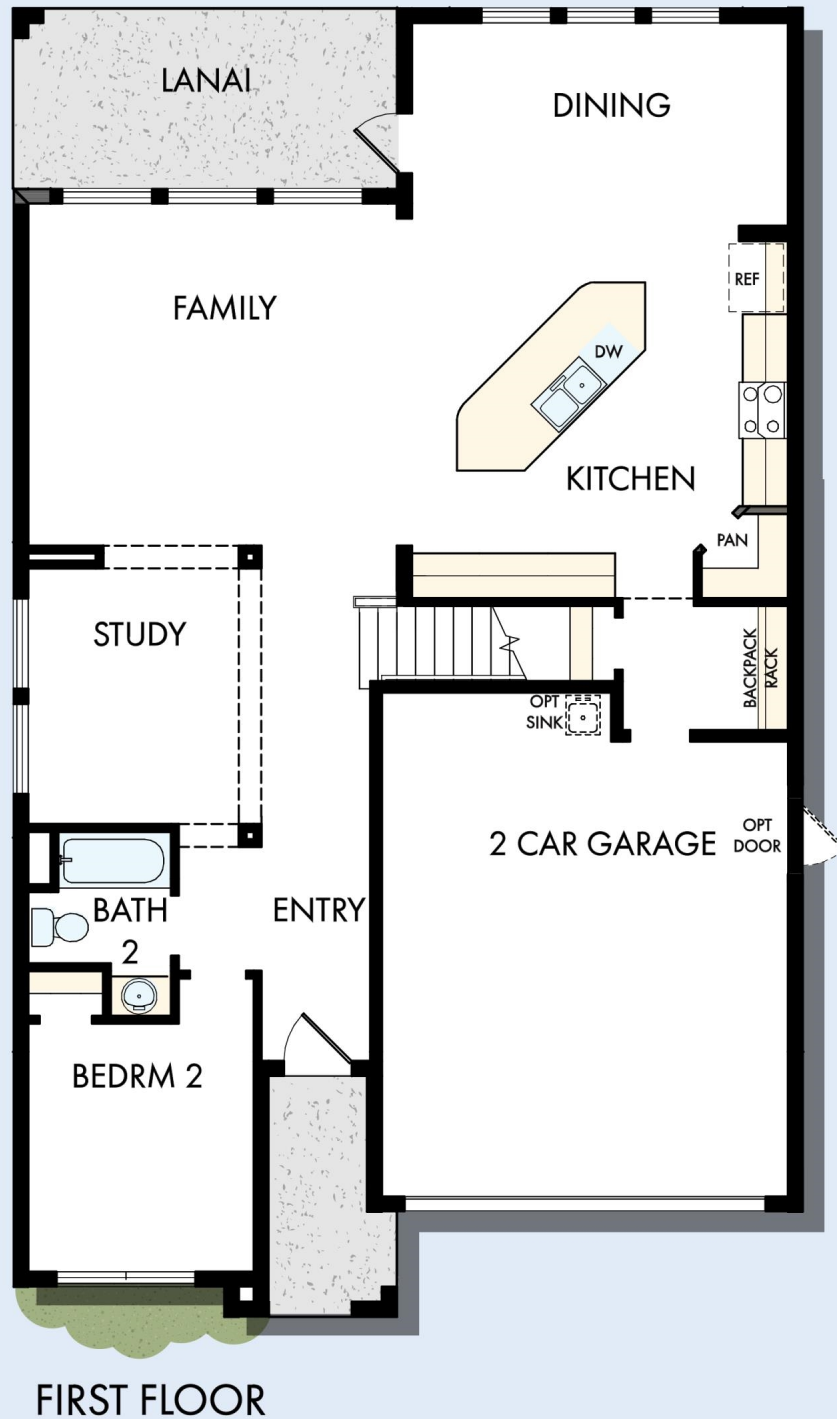 LANAI
DINING
FAMILY
REF
DW
KITCHEN
PAN
STUDY
BACKPACK
RACK
OPT
SINK
2 CAR GARAGE
OPT
DOOR
BATH
2
ENTRY
BEDRM 2
FIRST FLOOR